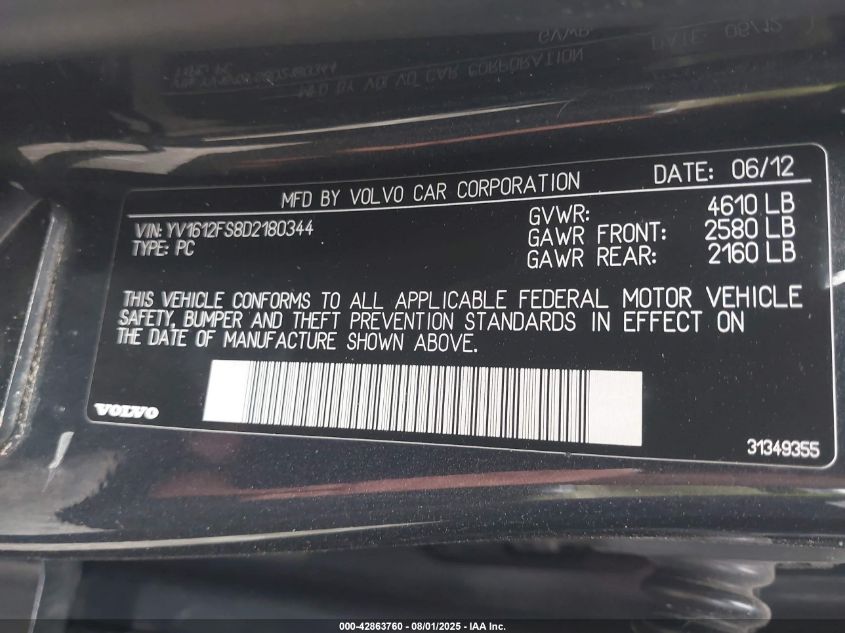 MFD BY VOLVO CAR CORPORATION DATE: 06/12
VIN: YV1612FS8D2180344
TYPE: PC
GVWR: 4610 LB
GAWR FRONT: 2580 LB
GAWR REAR: 2160 LB
THIS VEHICLE CONFORMS TO ALL APPLICABLE FEDERAL MOTOR VEHICLE
SAFETY, BUMPER AND THEFT PREVENTION STANDARDS IN EFFECT ON
THE DATE OF MANUFACTURE SHOWN ABOVE.
VOLVO
31349355
000-42863760 - 08/01/2025 - IAA Inc.